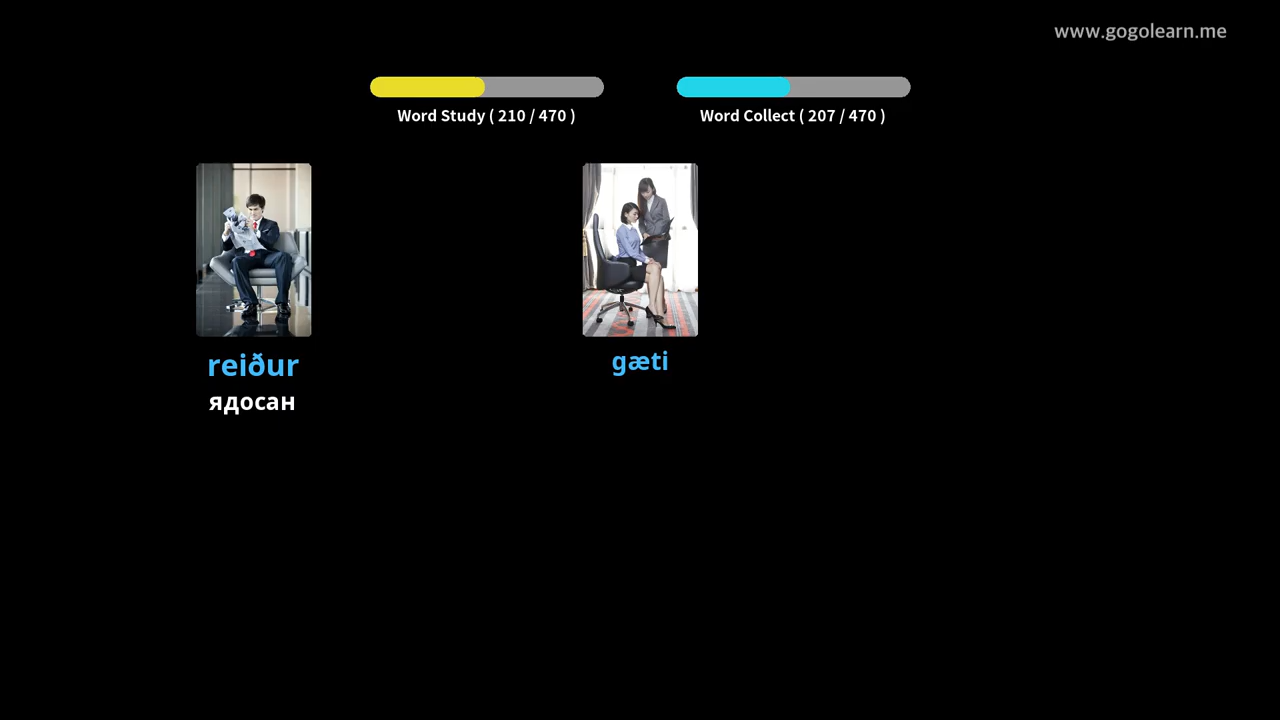 www.gogolearn.me
Word Study ( 210 / 470 )
Word Collect ( 207 / 470 )
reiður
gæti
ядосан